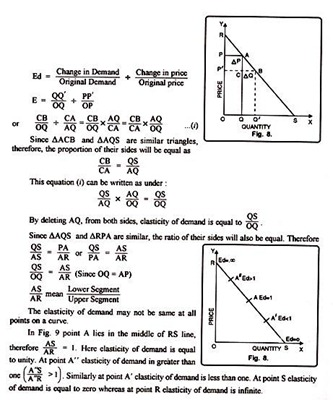 Y
R
P
A
ΔP
P'
C
ΔQ
B
PRICE
O
Q
Q'
S
X
QUANTITY
Fig. 8.
Ed = Change in Demand / Original Demand ÷ Change in price / Original Price
E = QQ' / OQ ÷ PP' / OP
or CB/OQ ÷ CA/AQ = CB/OQ × AQ/CA = CB/CA × AQ/OQ ...(i)
Since ΔACB and ΔAQS are similar triangles,
therefore, the proportion of their sides will be equal as
CB/CA = QS/AQ
This equation (i) can be written as under :
QS/AQ × AQ/OQ = QS/OQ
By deleting AQ, from both sides, elasticity of demand is equal to QS/OQ.
Since ΔAQS and ΔRPA are similar, the ratio of their sides will also be equal. Therefore
QS/AS = PA/AR or QS/PA = AS/AR
QS/OQ = AS/AR (Since OQ = AP)
AS/AR mean Lower Segment / Upper Segment
The elasticity of demand may not be same at all
points on a curve.
In Fig. 9 point A lies in the middle of RS line,
therefore AS/AR = 1. Here elasticity of demand is equal
to unity. At point A'' elasticity of demand is greater than
one (A''S/A''R > 1). Similarly at point A' elasticity of demand is less than one. At point S elasticity
of demand is equal to zero whereas at point R elasticity of demand is infinite.
Y
R
Ed=∞
A'' Ed>1
A Ed=1
A' Ed<1
Ed=0
PRICE
O
S
X
QUANTITY
Fig. 8.